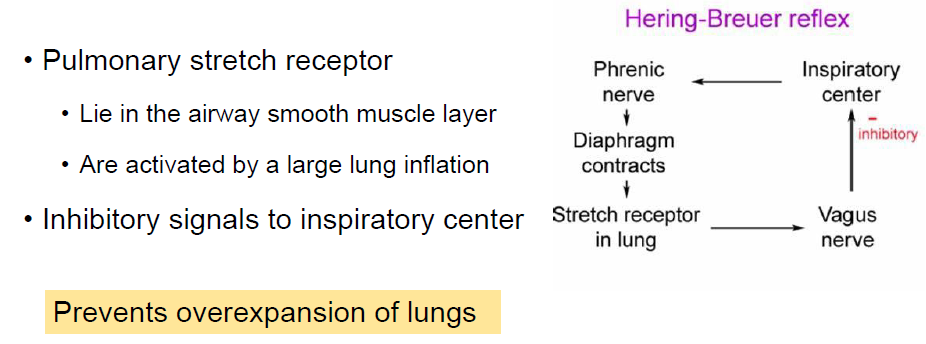 • Pulmonary stretch receptor
• Lie in the airway smooth muscle layer
• Are activated by a large lung inflation
• Inhibitory signals to inspiratory center
Prevents overexpansion of lungs
Hering-Breuer reflex
Phrenic
nerve
Inspiratory
center
Diaphragm
contracts
–
inhibitory
Stretch receptor
in lung
Vagus
nerve